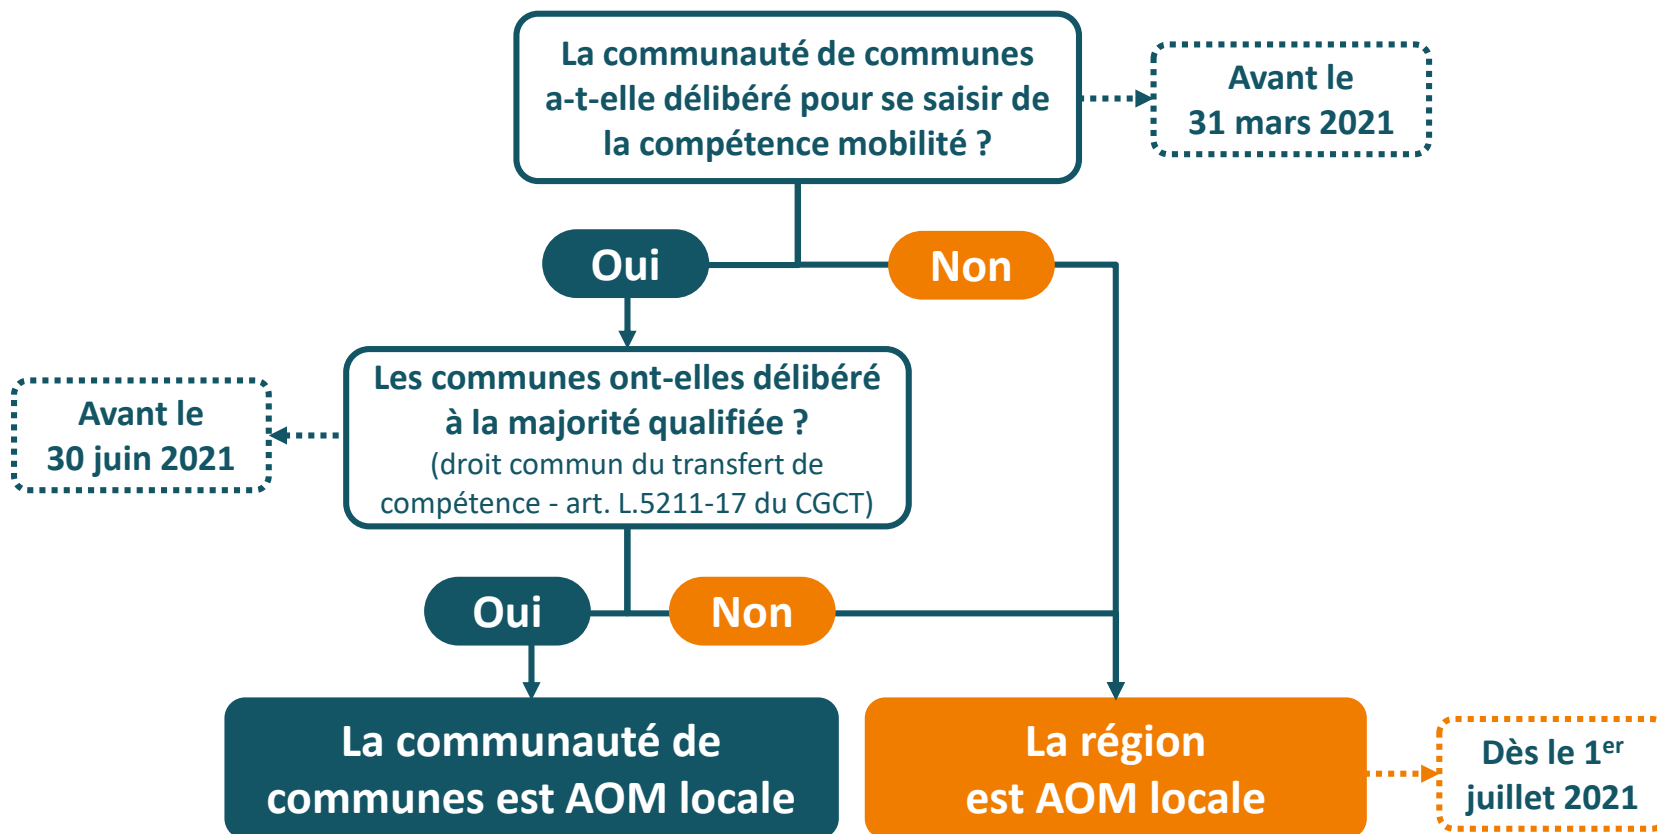 La communauté de communes
a-t-elle délibéré pour se saisir de
la compétence mobilité ?
Avant le
31 mars 2021
Oui
Non
Les communes ont-elles délibéré
à la majorité qualifiée ?
(droit commun du transfert de
compétence - art. L.5211-17 du CGCT)
Avant le
30 juin 2021
Oui
Non
La communauté de
communes est AOM locale
La région
est AOM locale
Dès le 1er
juillet 2021